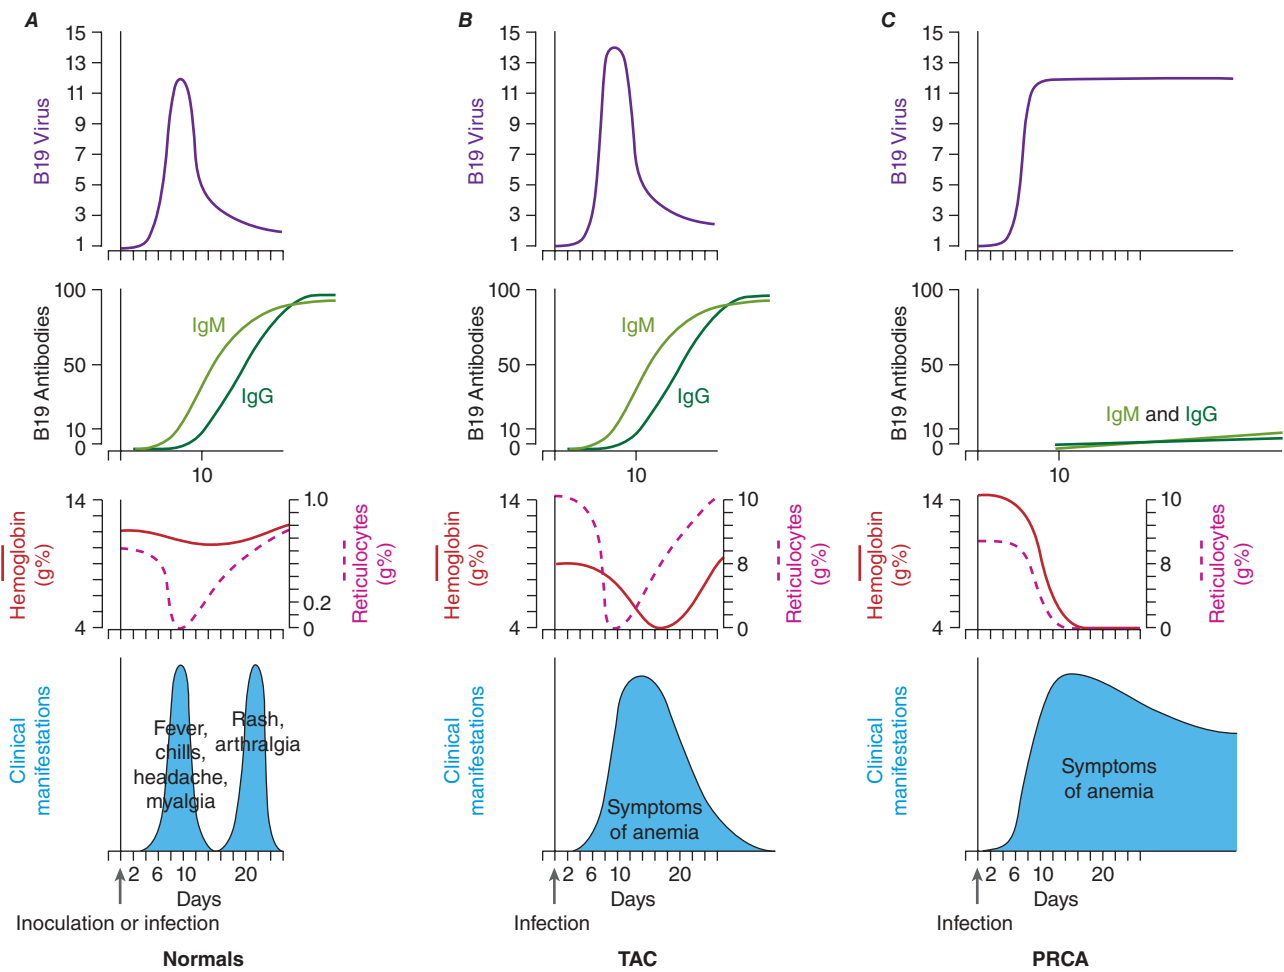 A
B19 Virus
15
13
11
9
7
5
3
1
B19 Antibodies
100
50
10
0
IgM
IgG
10
Hemoglobin
(g%)
14
4
1.0
0.2
0
Reticulocytes
(g%)
Clinical
manifestations
Fever,
chills,
headache,
myalgia
Rash,
arthralgia
2 6 10 20
Days
Inoculation or infection
Normals
B
B19 Virus
15
13
11
9
7
5
3
1
B19 Antibodies
100
50
10
0
IgM
IgG
10
Hemoglobin
(g%)
14
4
10
8
0
Reticulocytes
(g%)
Clinical
manifestations
Symptoms
of anemia
2 6 10 20
Days
Infection
TAC
C
B19 Virus
15
13
11
9
7
5
3
1
B19 Antibodies
100
50
10
0
IgM and IgG
10
Hemoglobin
(g%)
14
4
10
8
0
Reticulocytes
(g%)
Clinical
manifestations
Symptoms
of anemia
2 6 10 20
Days
Infection
PRCA